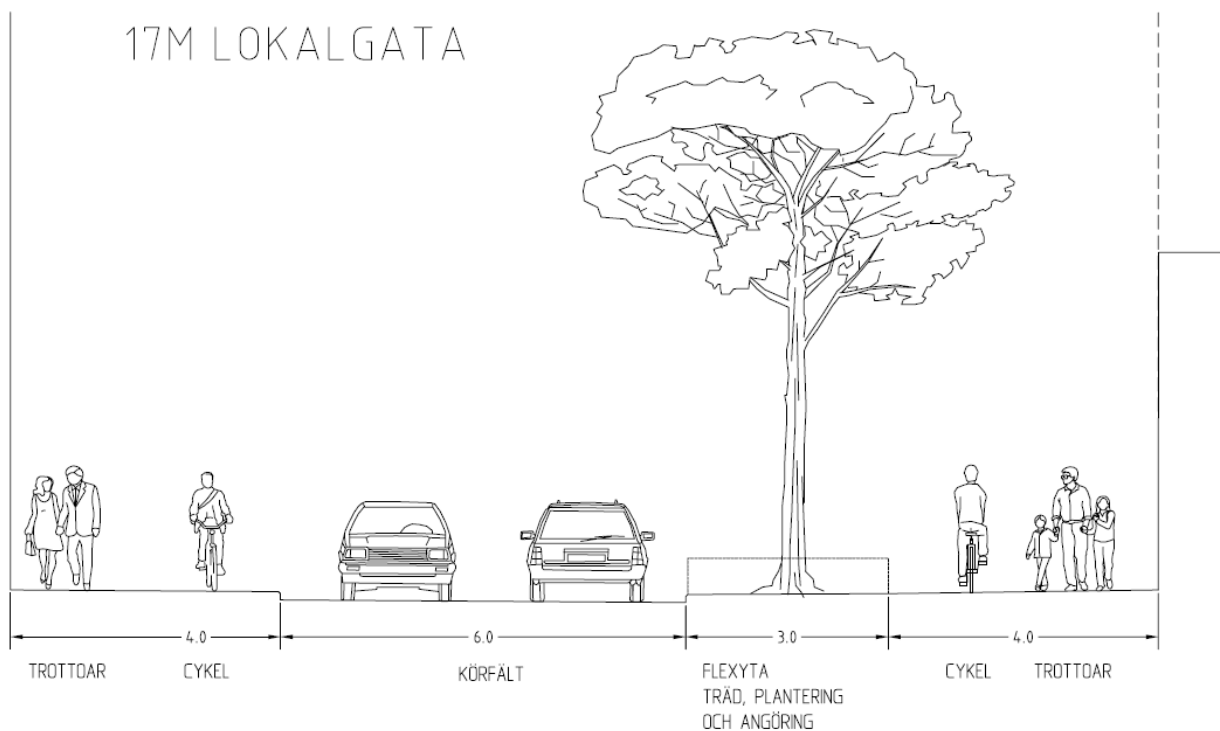 17M LOKALGATA
4.0 6.0 3.0 4.0
TROTTOAR CYKEL KÖRFÄLT FLEXYTA CYKEL TROTTOAR
TRÄD, PLANTERING
OCH ANGÖRING